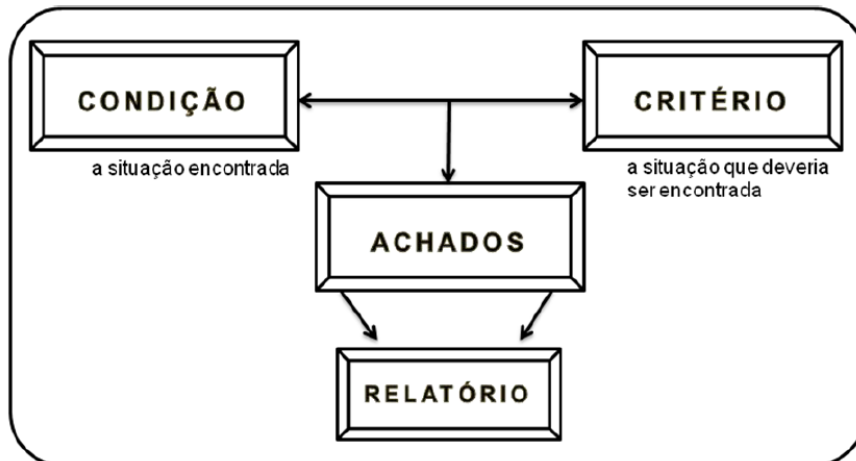 CONDIÇÃO
a situação encontrada
CRITÉRIO
a situação que deveria
ser encontrada
ACHADOS
RELATÓRIO